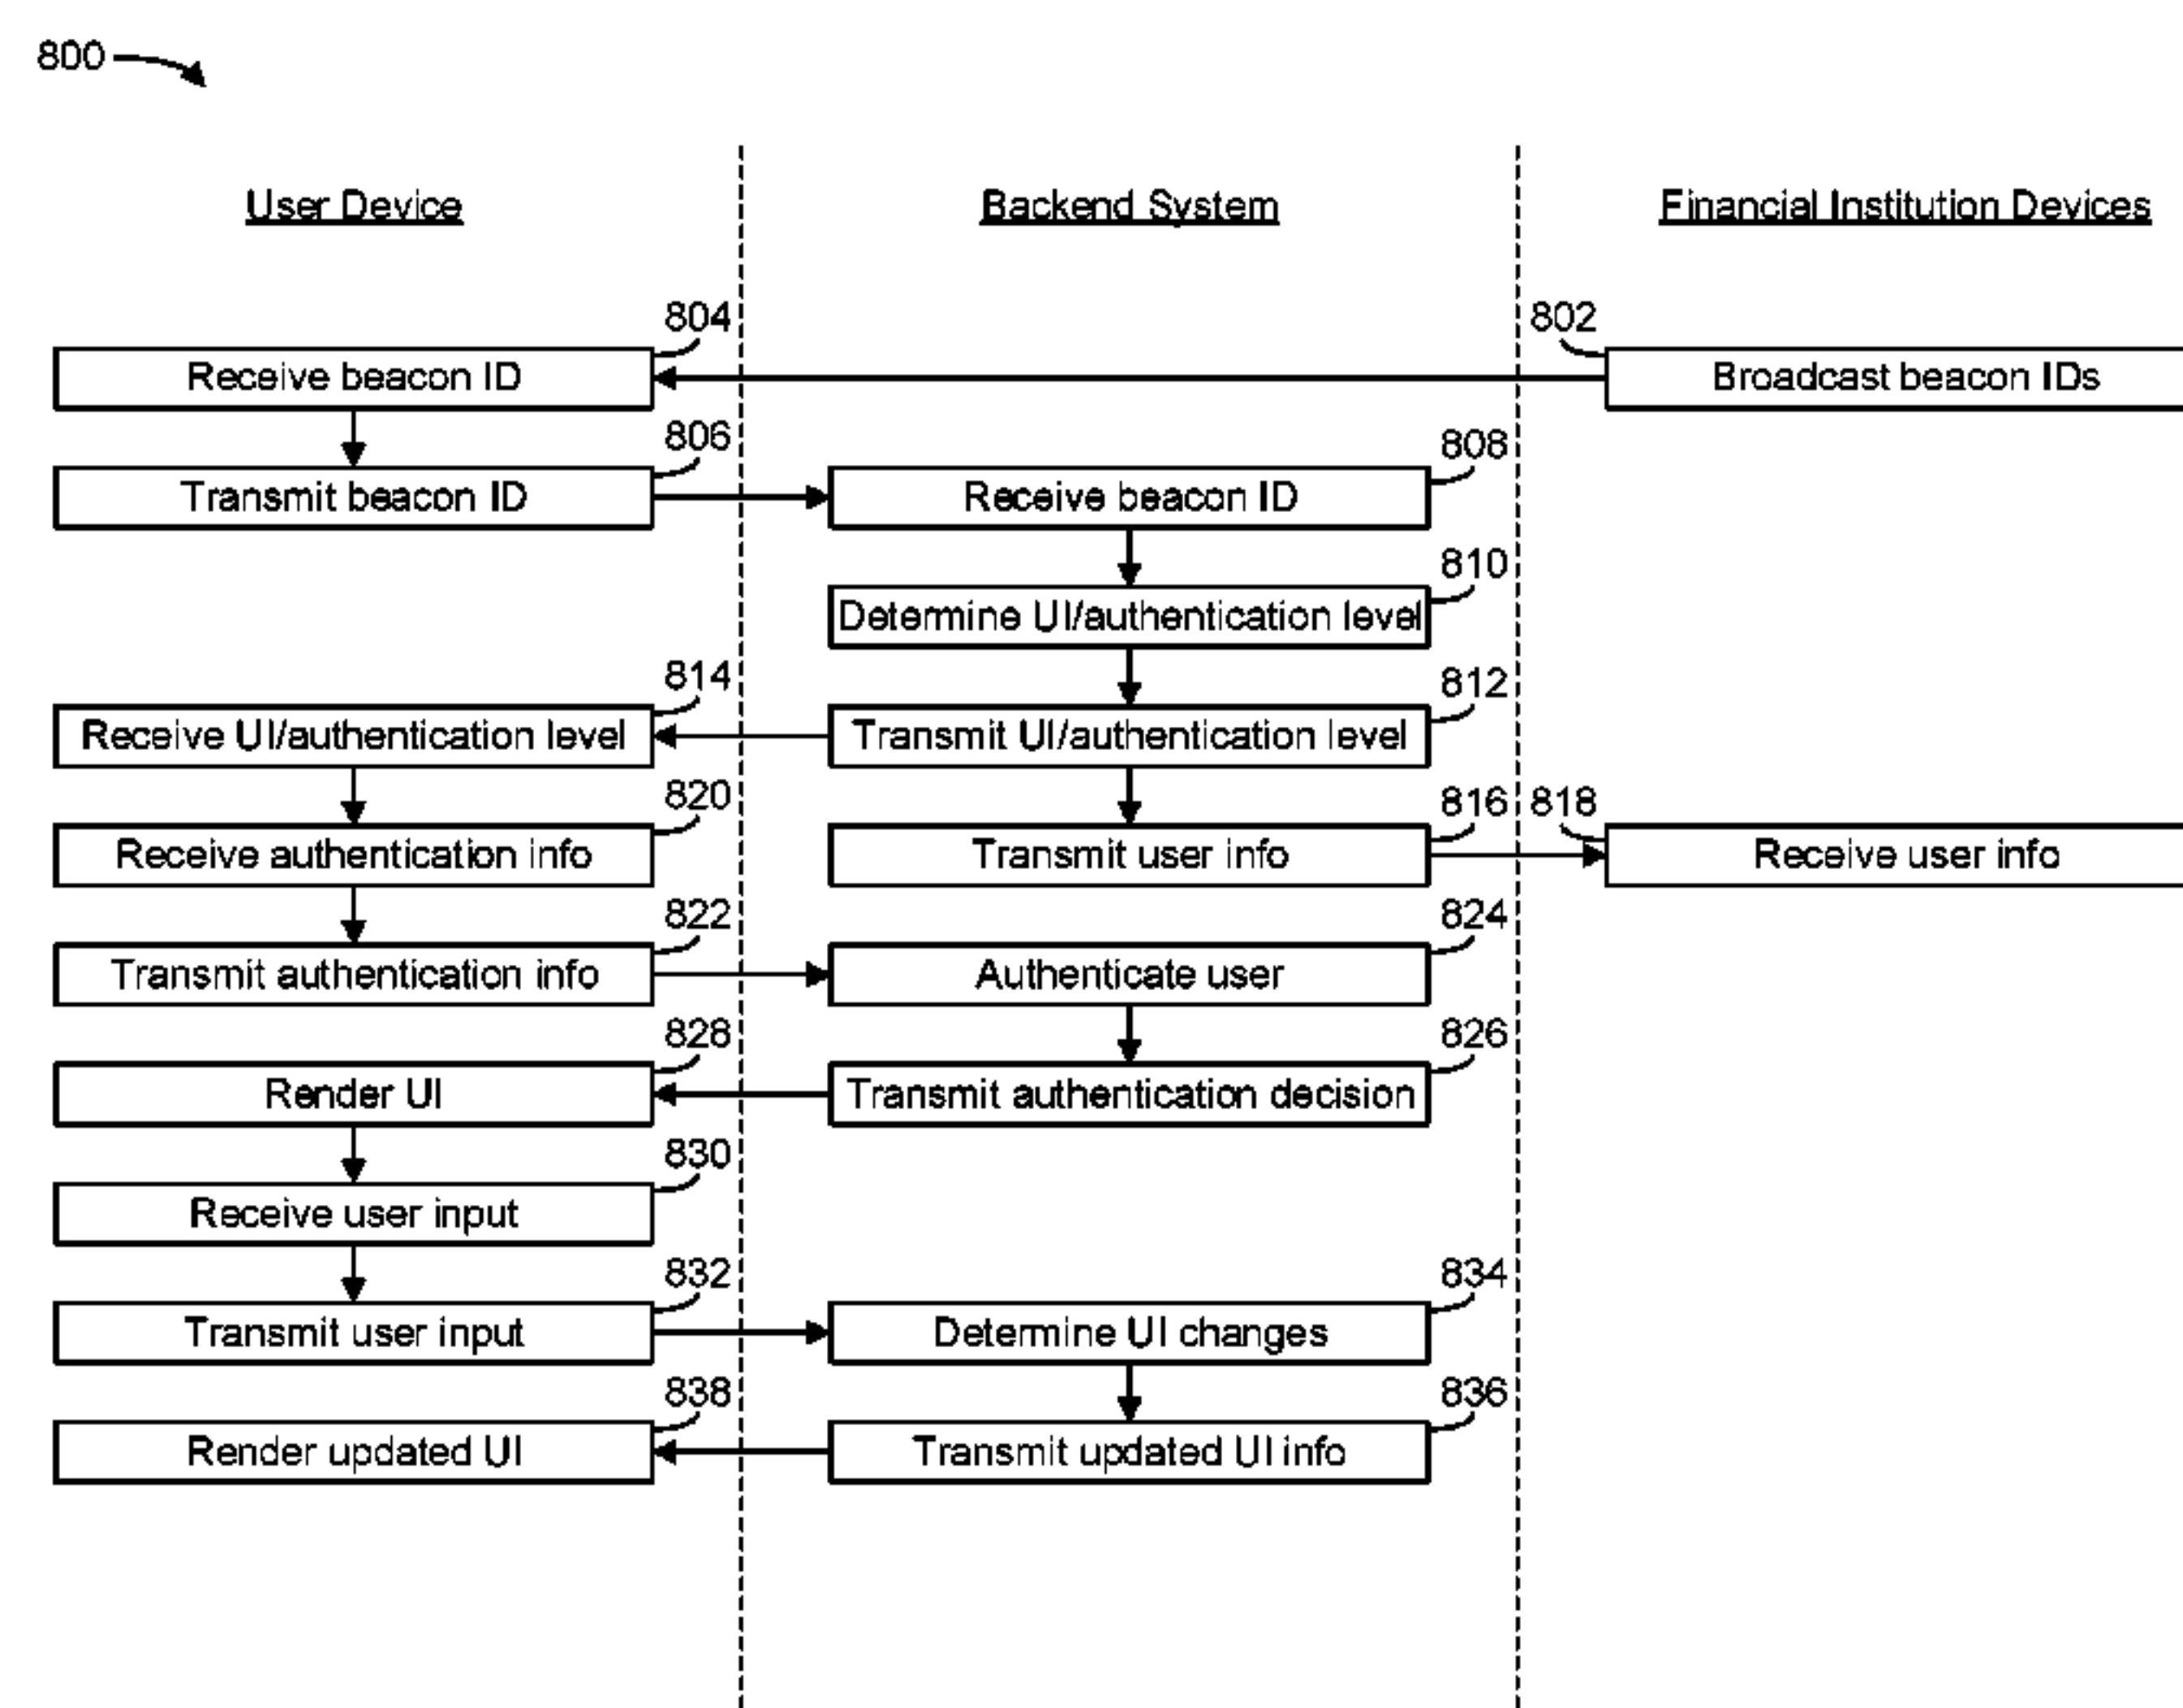 800
User Device
Backend System
Financial Institution Devices
804
802
Receive beacon ID
Broadcast beacon IDs
806
808
Transmit beacon ID
Receive beacon ID
810
Determine UI/authentication level
814
812
Receive UI/authentication level
Transmit UI/authentication level
820
816
818
Receive authentication info
Transmit user info
Receive user info
822
824
Transmit authentication info
Authenticate user
828
826
Render UI
Transmit authentication decision
830
Receive user input
832
834
Transmit user input
Determine UI changes
838
836
Render updated UI
Transmit updated UI info